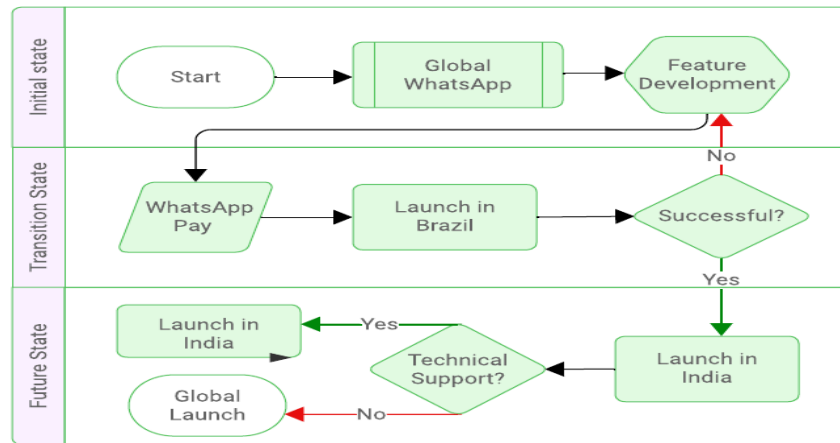 Initial state
Start
Global
WhatsApp
Feature
Development
No
Transition State
WhatsApp
Pay
Launch in
Brazil
Successful?
Yes
Future State
Launch in
India
Yes
Technical
Support?
Launch in
India
Global
Launch
No